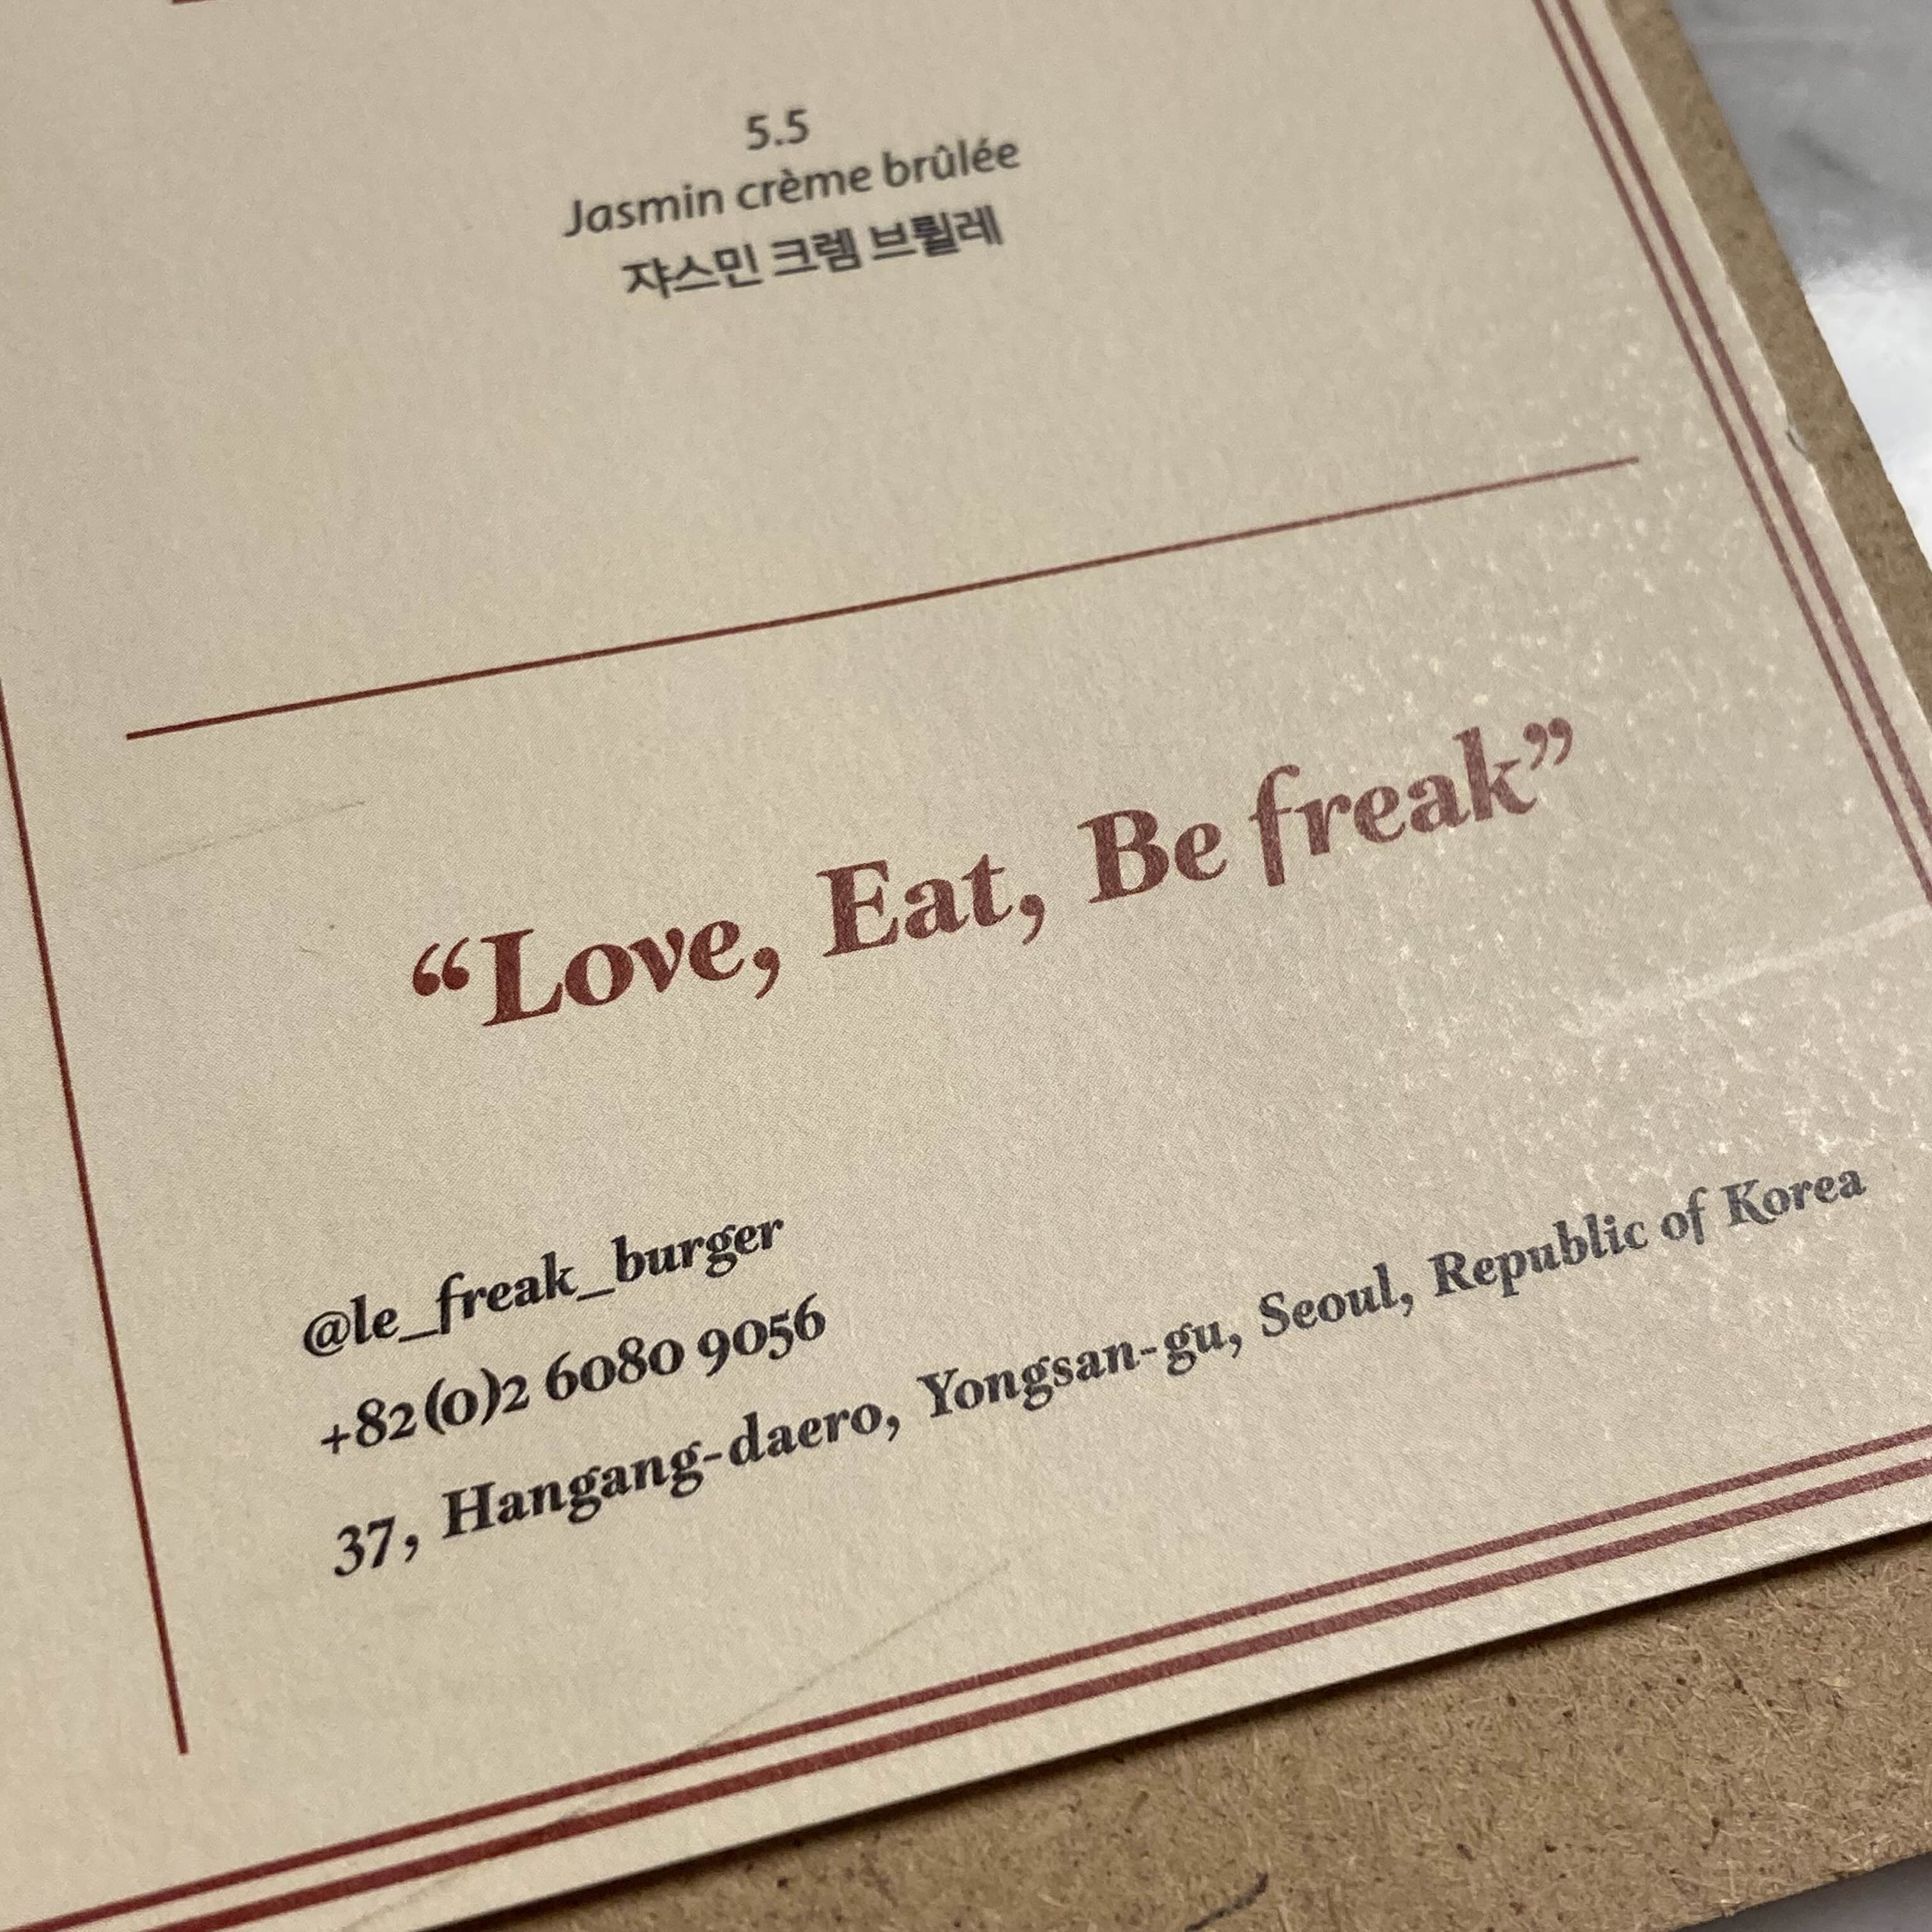 5.5
Jasmin crème brûlée
쟈스민 크렘 브륄레
“Love, Eat, Be freak”
@le_freak_burger
+82(0)2 6080 9056
37, Hangang-daero, Yongsan-gu, Seoul, Republic of Korea